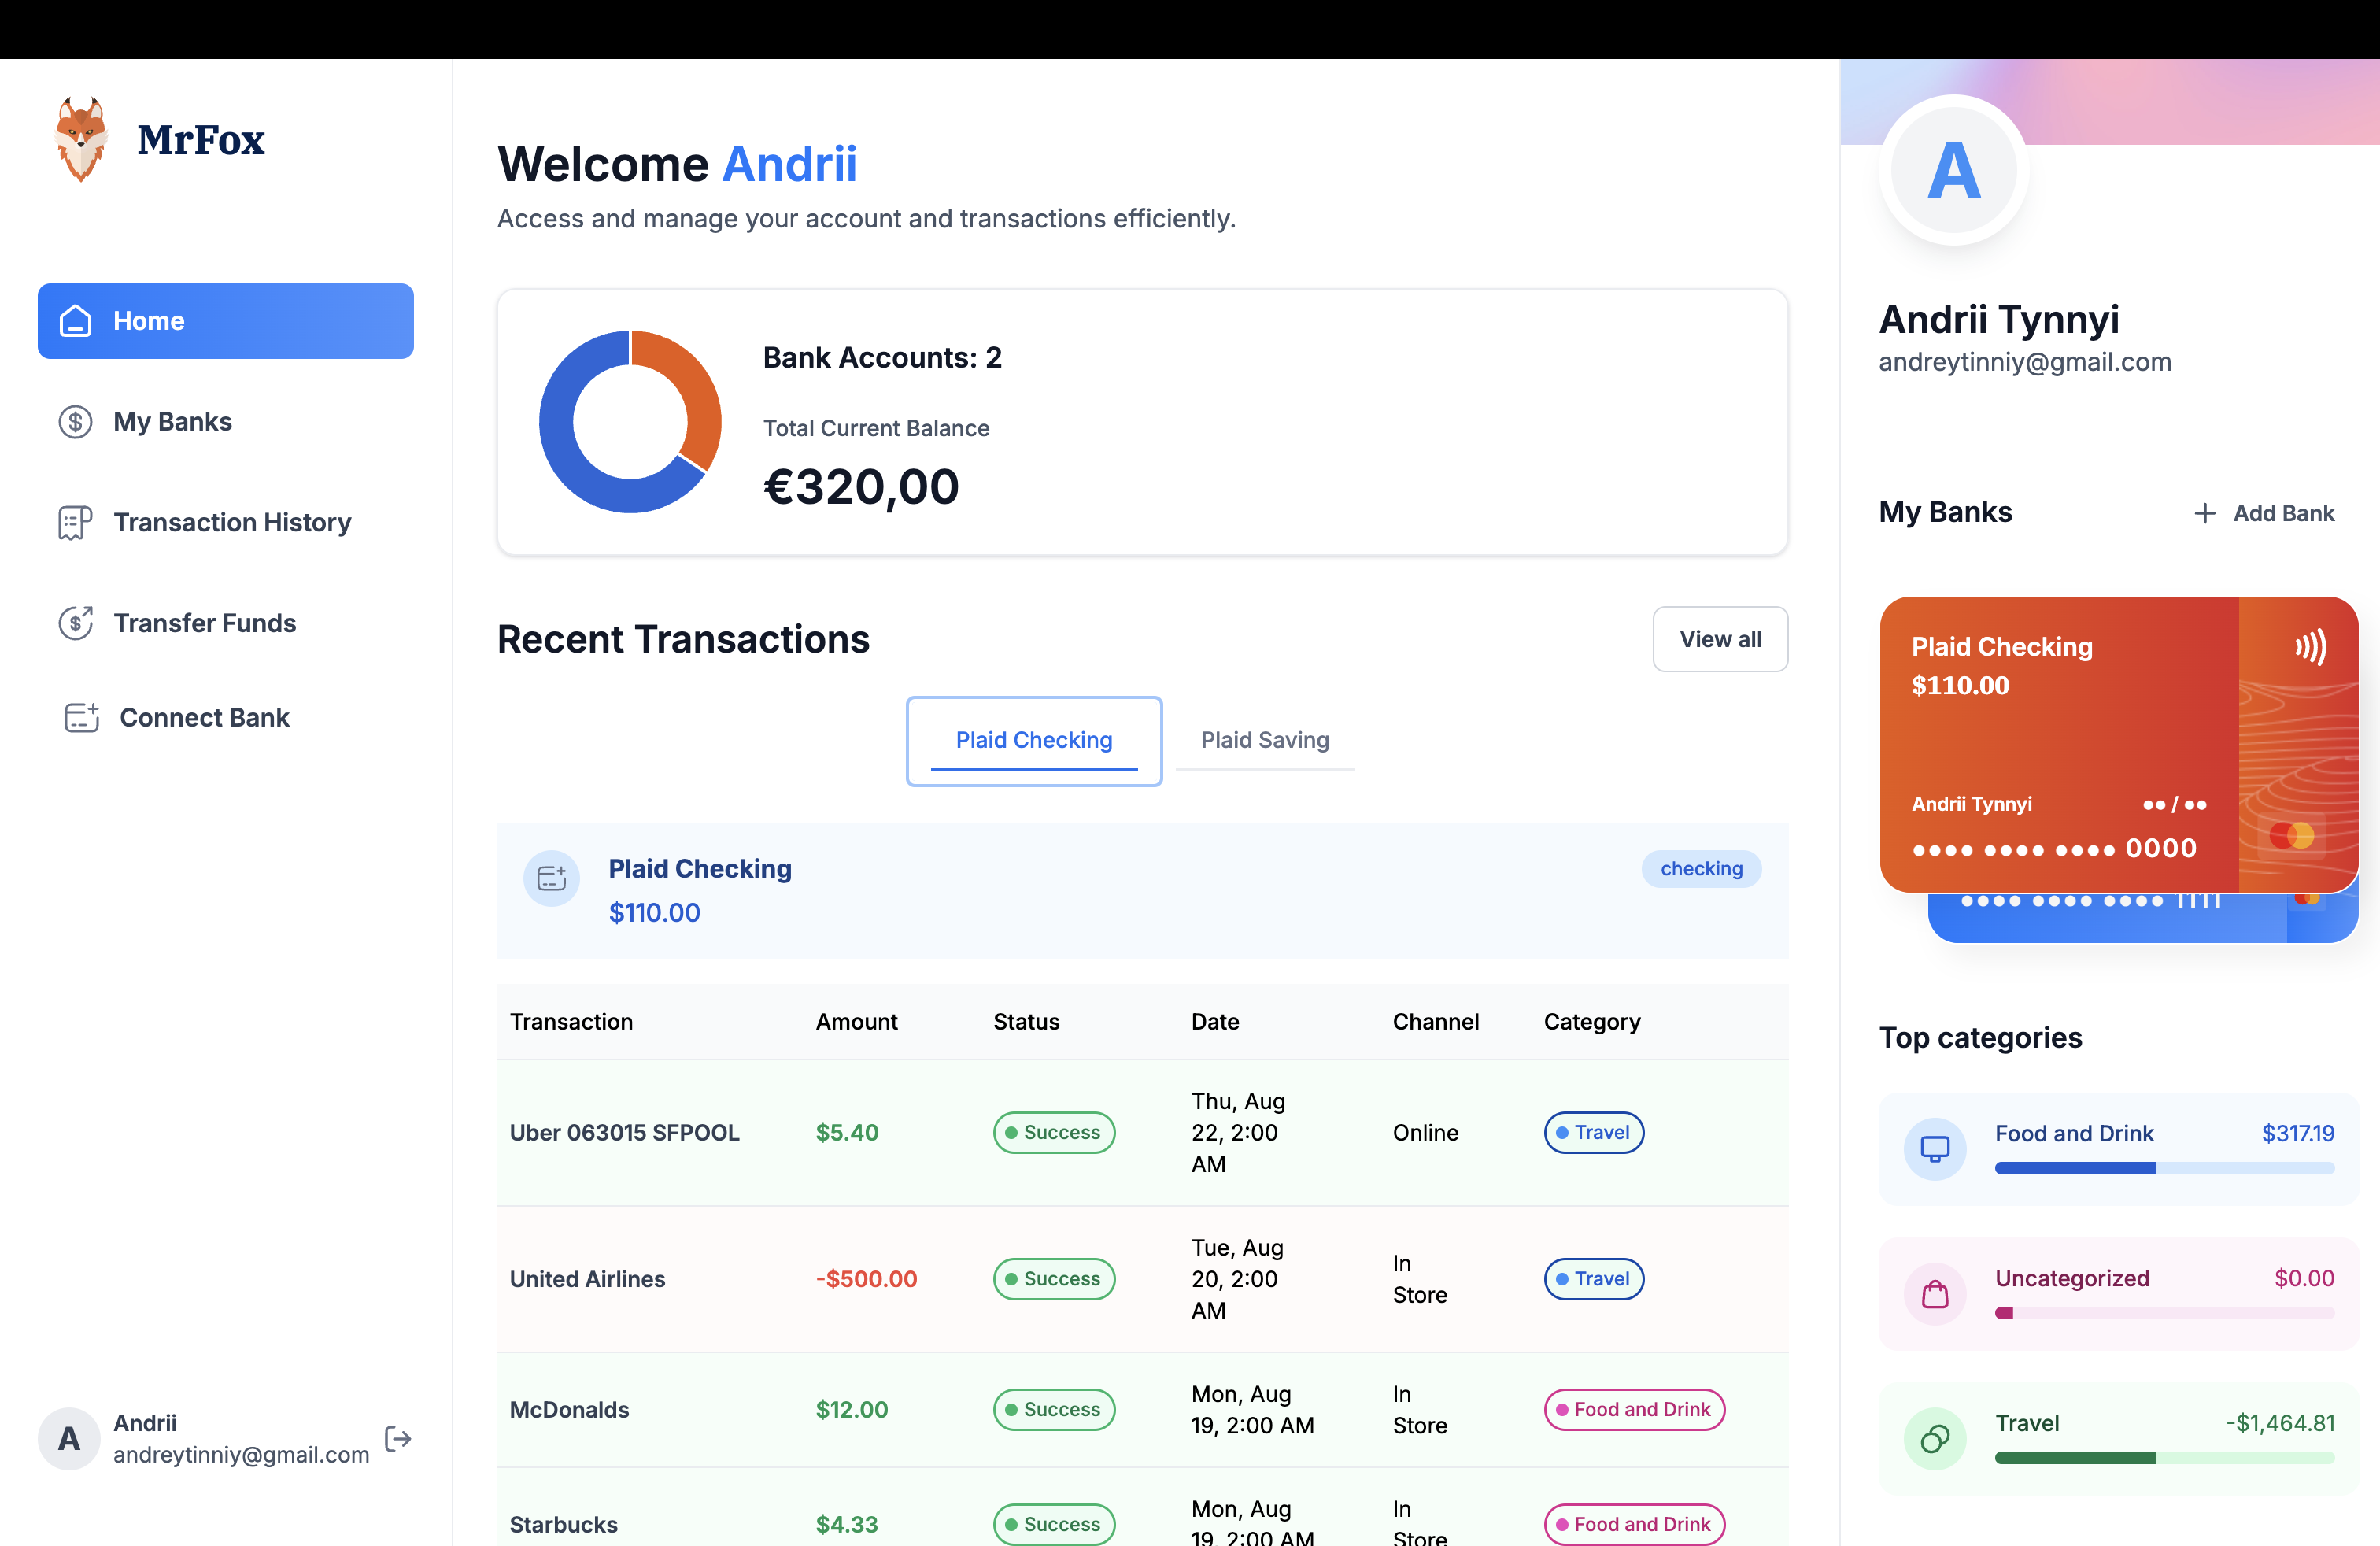 MrFox
Home
My Banks
Transaction History
Transfer Funds
Connect Bank
A
Andrii
andreytinniy@gmail.com
Welcome Andrii
Access and manage your account and transactions efficiently.
Bank Accounts: 2
Total Current Balance
€320,00
Recent Transactions
View all
Plaid Checking
Plaid Saving
Plaid Checking
$110.00
checking
Transaction Amount Status Date Channel Category
Uber 063015 SFPOOL $5.40 Success Thu, Aug
22, 2:00
AM Online Travel
United Airlines -$500.00 Success Tue, Aug
20, 2:00
AM In
Store Travel
McDonalds $12.00 Success Mon, Aug
19, 2:00 AM In
Store Food and Drink
Starbucks $4.33 Success Mon, Aug
19, 2:00 AM In
Store Food and Drink
A
Andrii Tynnyi
andreytinniy@gmail.com
My Banks
+ Add Bank
Plaid Checking
$110.00
Andrii Tynnyi ●● / ●●
●●●● ●●●● ●●●● 0000
●●●● ●●●● ●●●● 1111
Top categories
Food and Drink $317.19
Uncategorized $0.00
Travel -$1,464.81